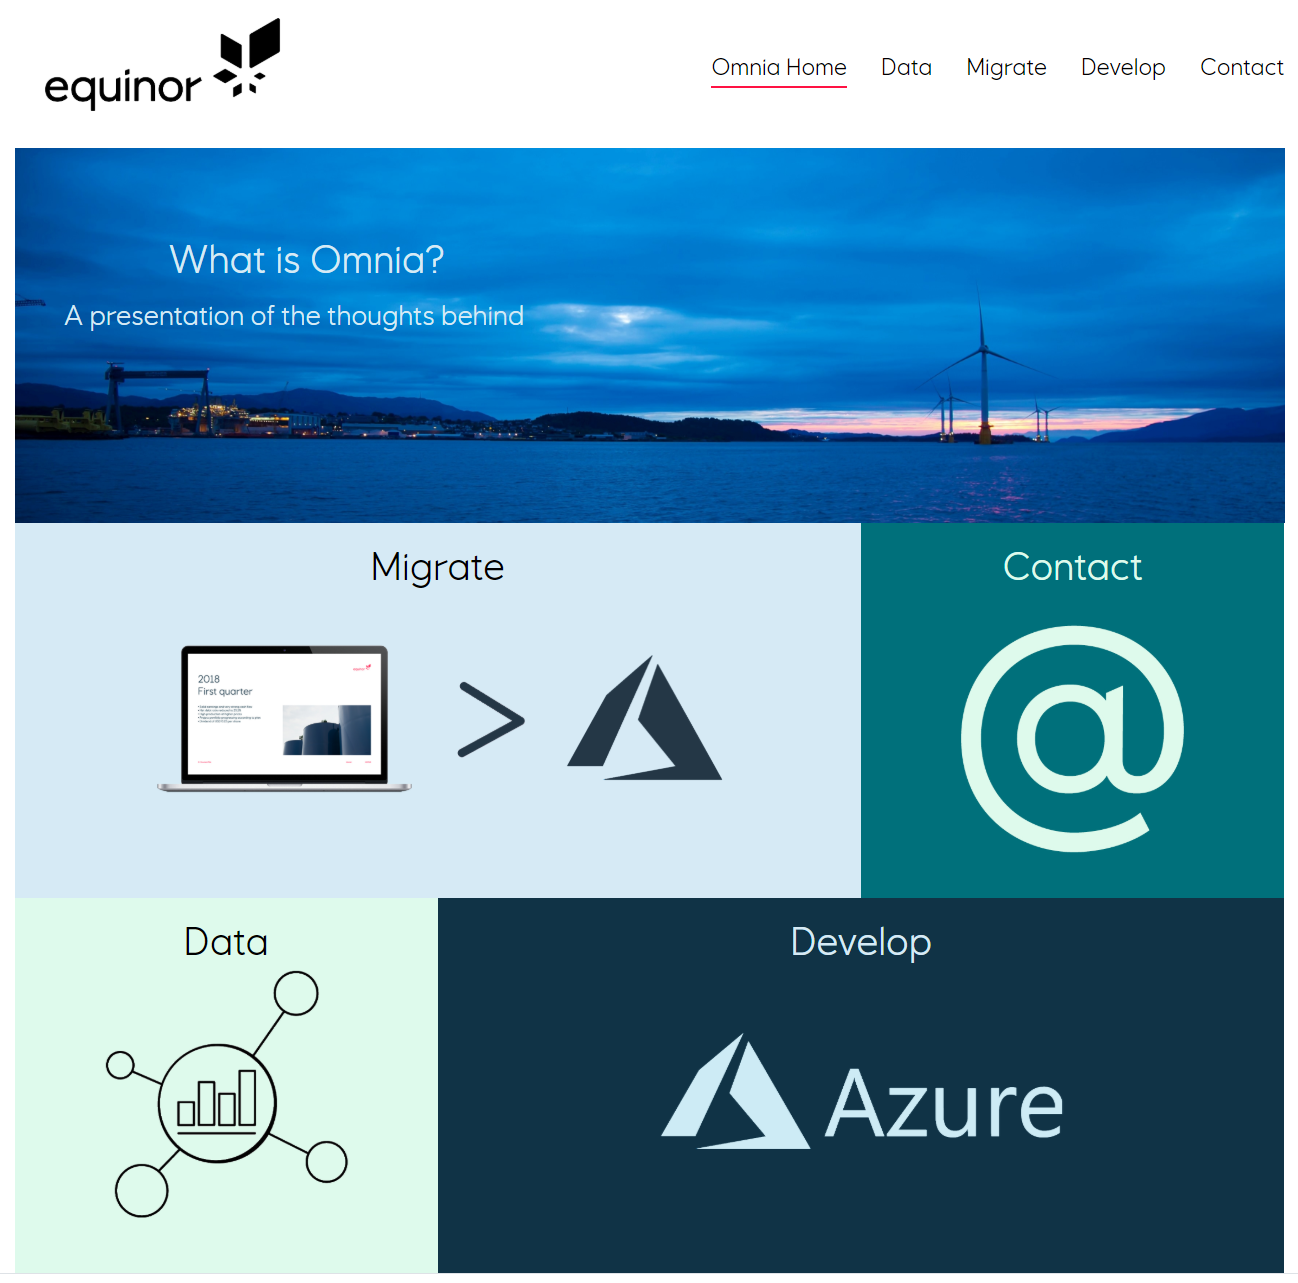 equinor
Omnia Home Data Migrate Develop Contact
What is Omnia?
A presentation of the thoughts behind
Migrate
Contact
2018
First quarter
@
Data
Develop
Azure